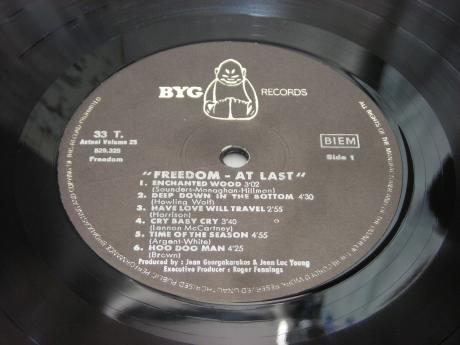 BYG RECORDS
33 T.
Actuel Volume 25
529.325
Freedom
BIEM
Side 1
"FREEDOM - AT LAST"
1. ENCHANTED WOOD 3'02
(Saunders-Monaghan-Hillman)
2. DEEP DOWN IN THE BOTTOM 4'30
(Howling Wolf)
3. HAVE LOVE WILL TRAVEL 2'55
(Harrison)
4. CRY BABY CRY 3'40
(Lennon McCartney)
5. TIME OF THE SEASON 4'55
(Argent-White)
6. HOO DOO MAN 4'25
(Brown)
Produced by : Jean Georgakarakos & Jean Luc Young
Executive Producer : Roger Fennings